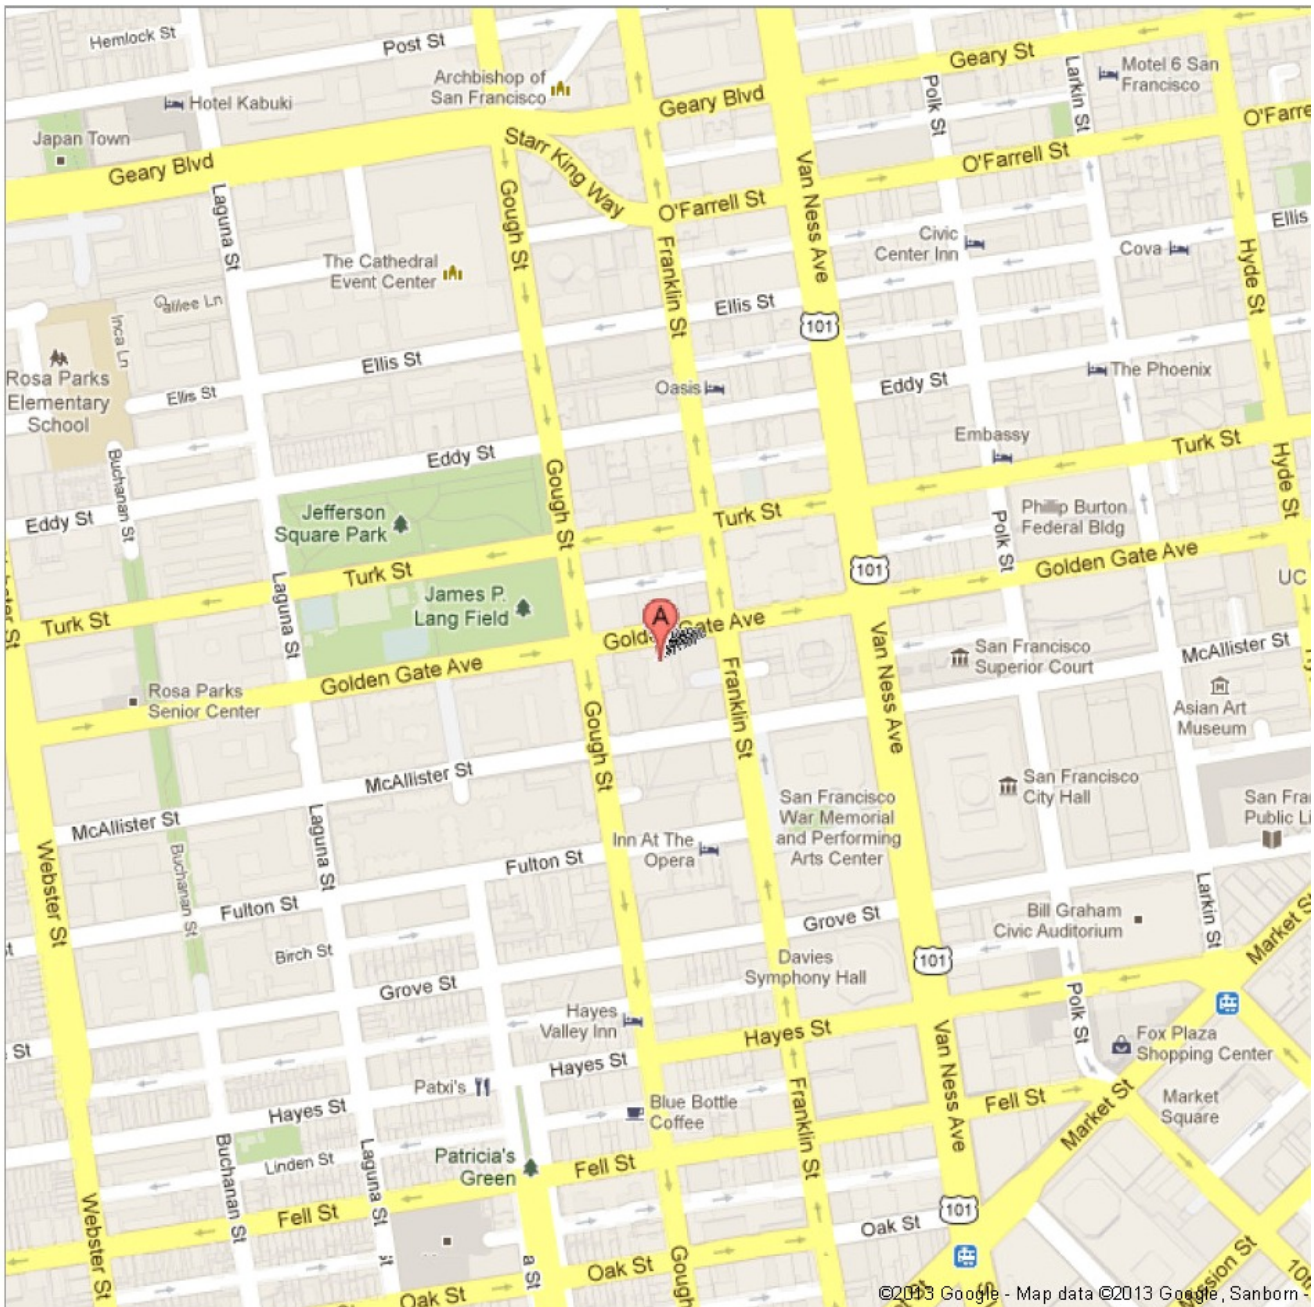 Hemlock St
Post St
Geary St
Motel 6 San
Francisco
Archbishop of
San Francisco
Hotel Kabuki
Geary Blvd
Polk St
Larkin St
Japan Town
Starr King Way
O'Farrell St
Geary Blvd
Laguna St
Gough St
O'Farrell St
Van Ness Ave
Ellis
Civic
Center Inn
Cova
Franklin St
Hyde St
The Cathedral
Event Center
Galilee Ln
Ellis St
101
Inca Ln
Rosa Parks
Elementary
School
Ellis St
Ellis St
Oasis
Eddy St
The Phoenix
Embassy
Turk St
Eddy St
Buchanan St
Gough St
Hyde St
Eddy St
Jefferson
Square Park
Turk St
Polk St
Phillip Burton
Federal Bldg
Turk St
101
Golden Gate Ave
UC
James P.
Lang Field
Laguna St
Turk St
A
Golden Gate Ave
Van Ness Ave
San Francisco
Superior Court
McAllister St
Golden Gate Ave
Franklin St
Rosa Parks
Senior Center
Asian Art
Museum
Gough St
McAllister St
San Francisco
City Hall
San Francisco
War Memorial
and Performing
Arts Center
McAllister St
Laguna St
Inn At The
Opera
Webster St
Buchanan St
Fulton St
Larkin St
Fulton St
Grove St
Bill Graham
Civic Auditorium
Market St
Birch St
101
Davies
Symphony Hall
Grove St
Polk St
Hayes
Valley Inn
Hayes St
Van Ness Ave
Fox Plaza
Shopping Center
Hayes St
Patxi's
Franklin St
Hayes St
Blue Bottle
Coffee
Fell St
Market St
Market
Square
Buchanan St
Laguna St
Linden St
Patricia's
Green
Fell St
Webster St
Fell St
101
Oak St
Oak St
Gough
a St
Oak St
©2013 Google - Map data ©2013 Google, Sanborn -